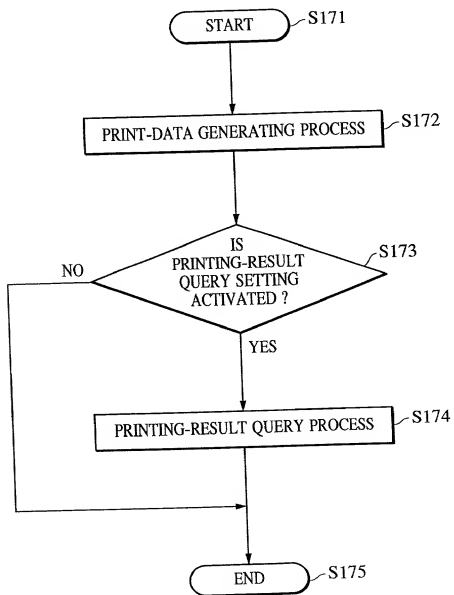 START
S171
PRINT-DATA GENERATING PROCESS
S172
IS
PRINTING-RESULT
QUERY SETTING
ACTIVATED ?
S173
NO
YES
PRINTING-RESULT QUERY PROCESS
S174
END
S175